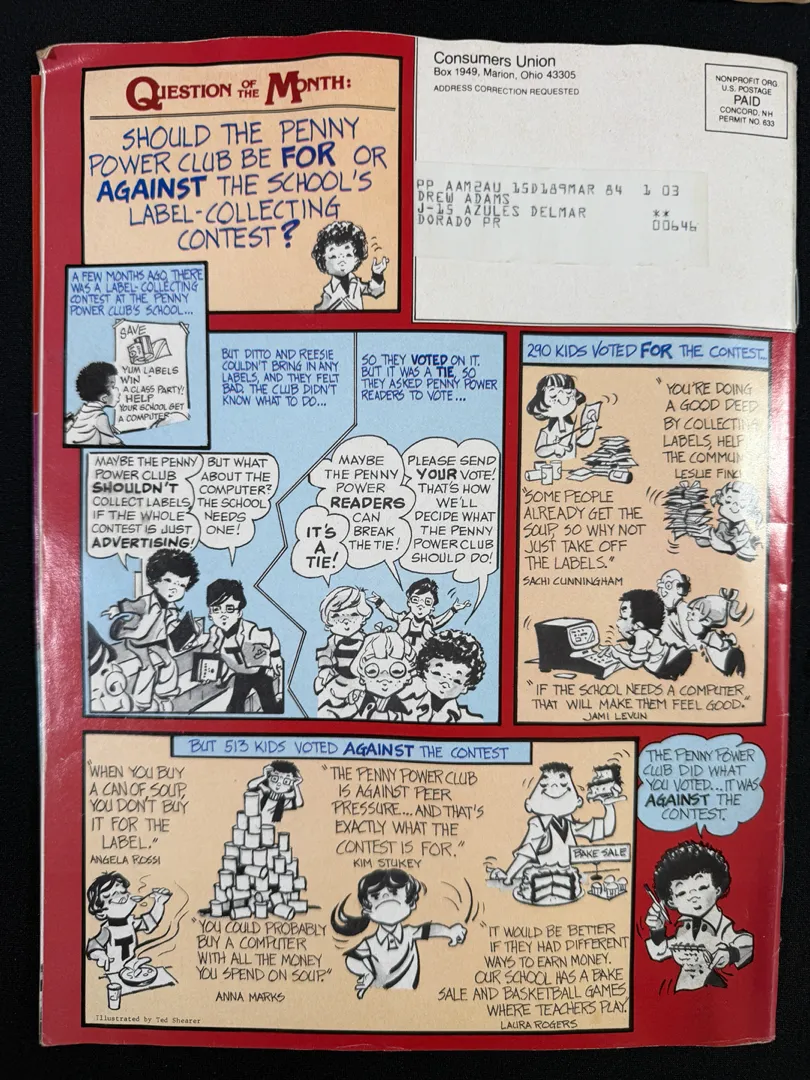 QUESTION OF THE MONTH:
SHOULD THE PENNY
POWER CLUB BE FOR OR
AGAINST THE SCHOOL'S
LABEL-COLLECTING
CONTEST?
Consumers Union
Box 1949, Marion, Ohio 43305
ADDRESS CORRECTION REQUESTED
NONPROFIT ORG.
U.S. POSTAGE
PAID
CONCORD, NH
PERMIT NO. 633
PP AAM2AU 15D189MAR 84 1 03
DREW ADAMS
J-15 AZULES DELMAR **
DORADO PR 00646
A FEW MONTHS AGO, THERE
WAS A LABEL-COLLECTING
CONTEST AT THE PENNY
POWER CLUB'S SCHOOL...
SAVE
YUM LABELS
WIN
A CLASS PARTY!
HELP
YOUR SCHOOL GET
A COMPUTER
BUT DITTO AND REESIE
COULDN'T BRING IN ANY
LABELS, AND THEY FELT
BAD. THE CLUB DIDN'T
KNOW WHAT TO DO...
SO THEY VOTED ON IT.
BUT IT WAS A TIE, SO
THEY ASKED PENNY POWER
READERS TO VOTE...
MAYBE THE PENNY
POWER CLUB
SHOULDN'T
COLLECT LABELS
IF THE WHOLE
CONTEST IS JUST
ADVERTISING!
BUT WHAT
ABOUT THE
COMPUTER?
THE SCHOOL
NEEDS
ONE!
IT'S
A
TIE!
MAYBE
THE PENNY
POWER
READERS
CAN
BREAK
THE TIE!
PLEASE SEND
YOUR VOTE!
THAT'S HOW
WE'LL
DECIDE WHAT
THE PENNY
POWER CLUB
SHOULD DO!
290 KIDS VOTED FOR THE CONTEST...
"YOU'RE DOING
A GOOD DEED
BY COLLECTING
LABELS, HELP
THE COMMUN
LESLIE FINK
"SOME PEOPLE
ALREADY GET THE
SOUP, SO WHY NOT
JUST TAKE OFF
THE LABELS."
SACHI CUNNINGHAM
"IF THE SCHOOL NEEDS A COMPUTER,
THAT WILL MAKE THEM FEEL GOOD."
JAMI LEVUN
BUT 513 KIDS VOTED AGAINST THE CONTEST
"WHEN YOU BUY
A CAN OF SOUP,
YOU DON'T BUY
IT FOR THE
LABEL."
ANGELA ROSSI
T
"YOU COULD PROBABLY
BUY A COMPUTER
WITH ALL THE MONEY
YOU SPEND ON SOUP."
ANNA MARKS
"THE PENNY POWER CLUB
IS AGAINST PEER
PRESSURE... AND THAT'S
EXACTLY WHAT THE
CONTEST IS FOR."
KIM STUKEY
BAKE SALE
"IT WOULD BE BETTER
IF THEY HAD DIFFERENT
WAYS TO EARN MONEY.
OUR SCHOOL HAS A BAKE
SALE AND BASKETBALL GAMES
WHERE TEACHERS PLAY.
LAURA ROGERS
THE PENNY POWER
CLUB DID WHAT
YOU VOTED... IT WAS
AGAINST THE
CONTEST.
Illustrated by Ted Shearer